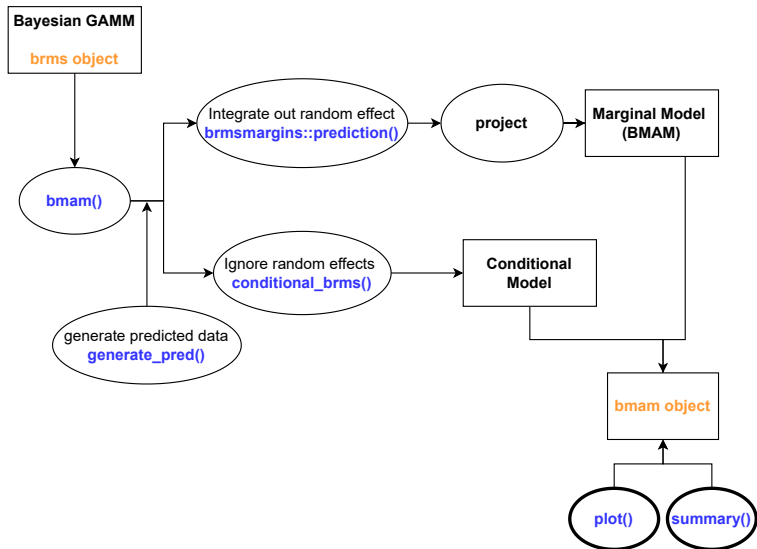 Bayesian GAMM
brms object
Integrate out random effect
brmsmargins::prediction()
project
Marginal Model
(BMAM)
bmam()
Ignore random effects
conditional_brms()
Conditional
Model
generate predicted data
generate_pred()
bmam object
plot()
summary()